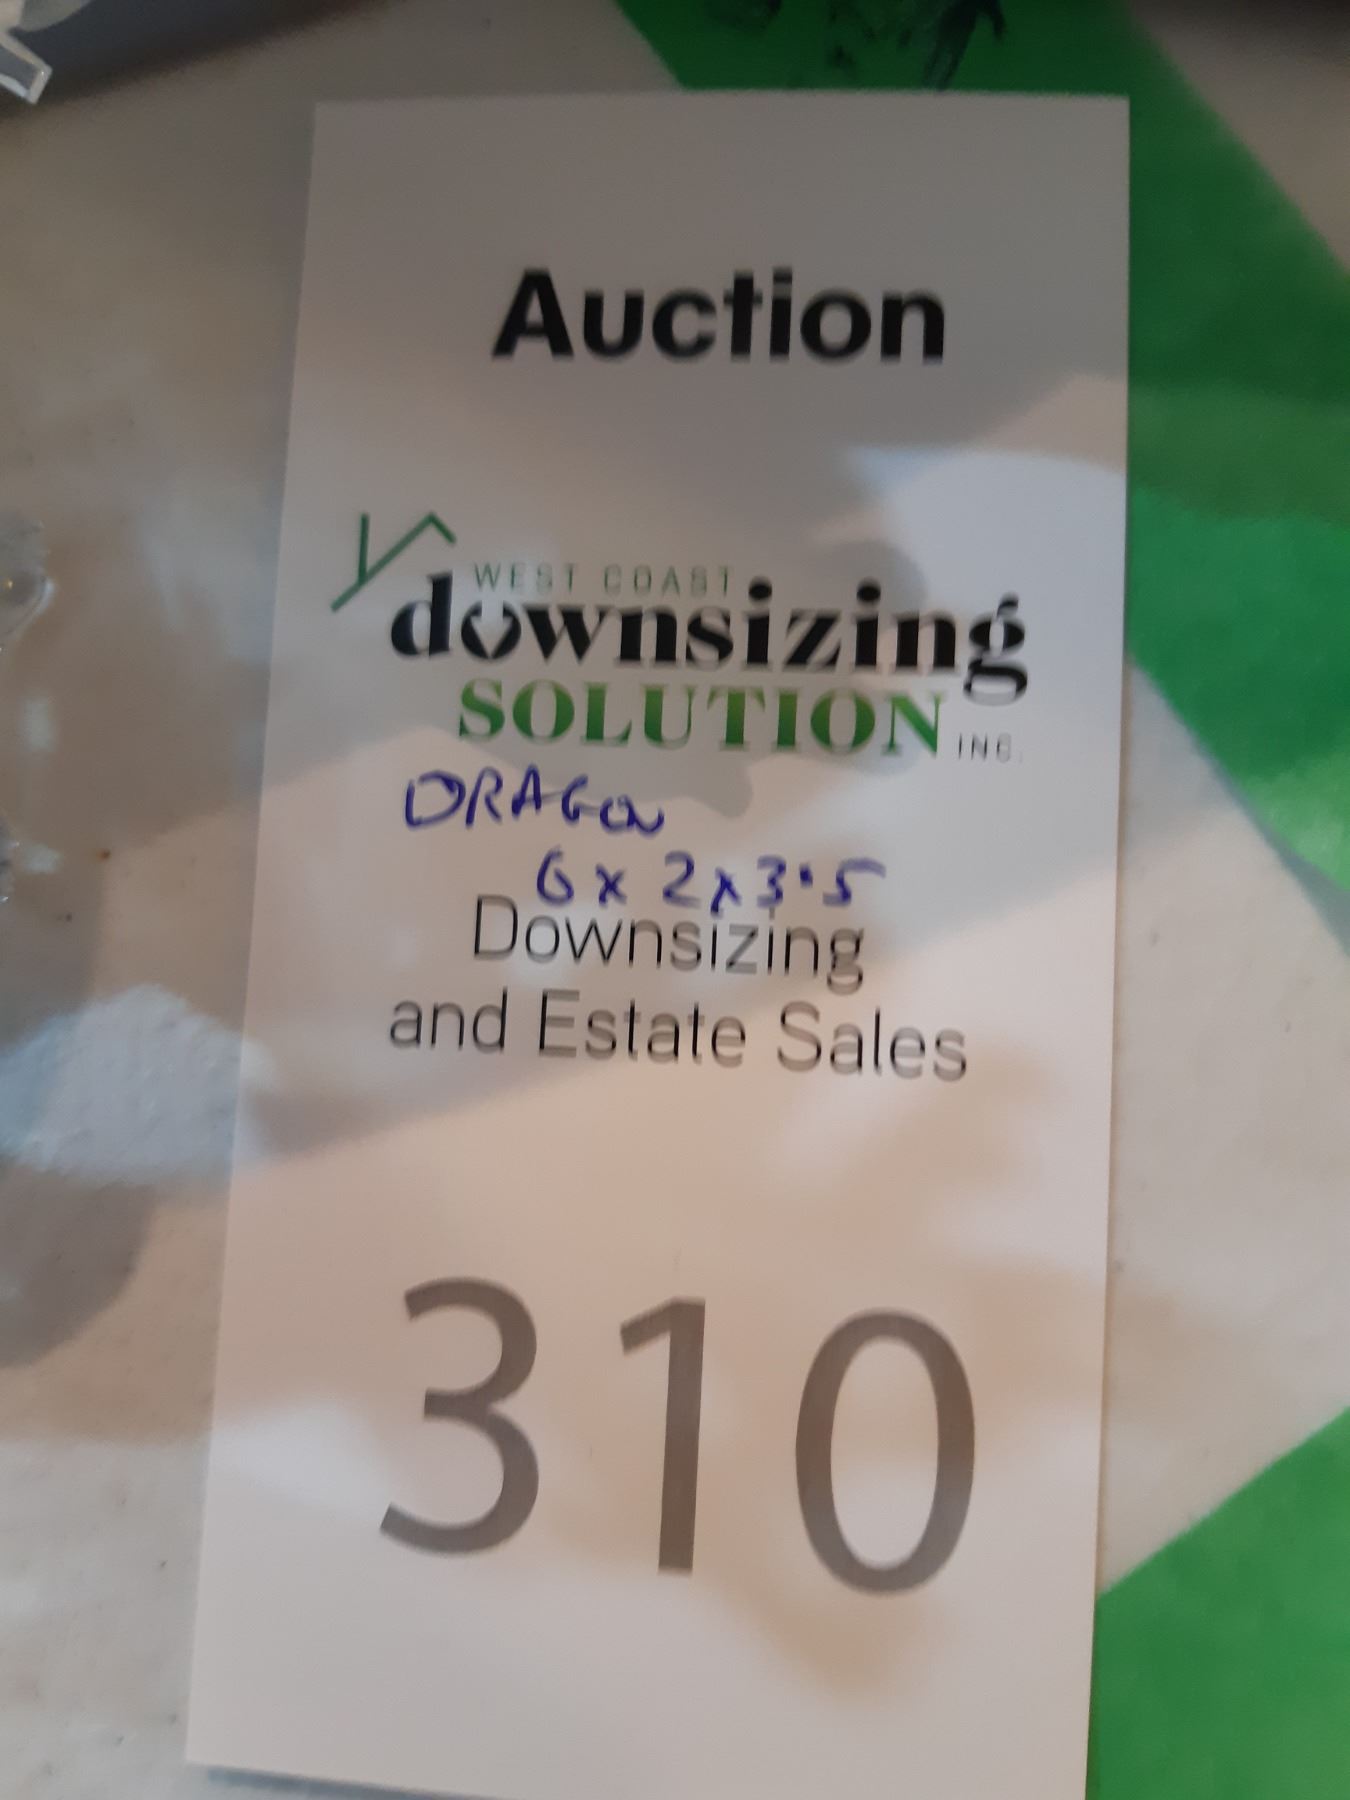 Auction
WEST COAST
downsizing
SOLUTION INC.
DRAGON
6 x 2 x 3.5
Downsizing
and Estate Sales
310